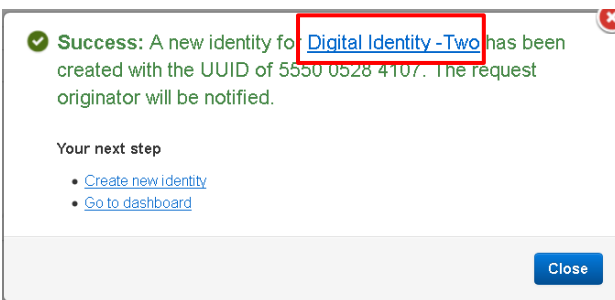 Success: A new identity for Digital Identity -Two has been
created with the UUID of 5550 0528 4107. The request
originator will be notified.
Your next step
Create new identity
Go to dashboard
Close